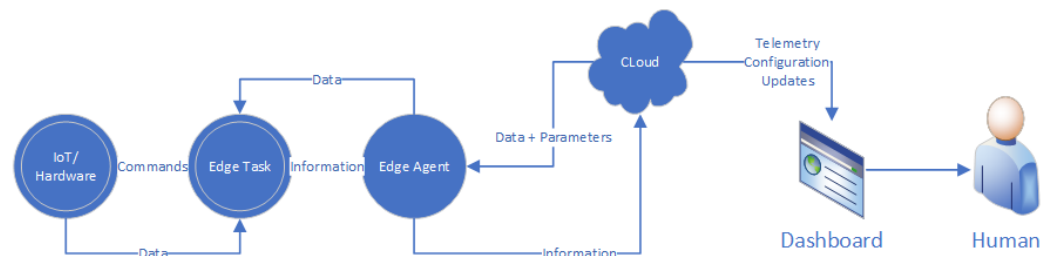 Telemetry
Configuration
Updates
CLoud
Data
Data + Parameters
IoT/
Hardware
Commands
Edge Task
Information
Edge Agent
Data
Information
Dashboard
Human